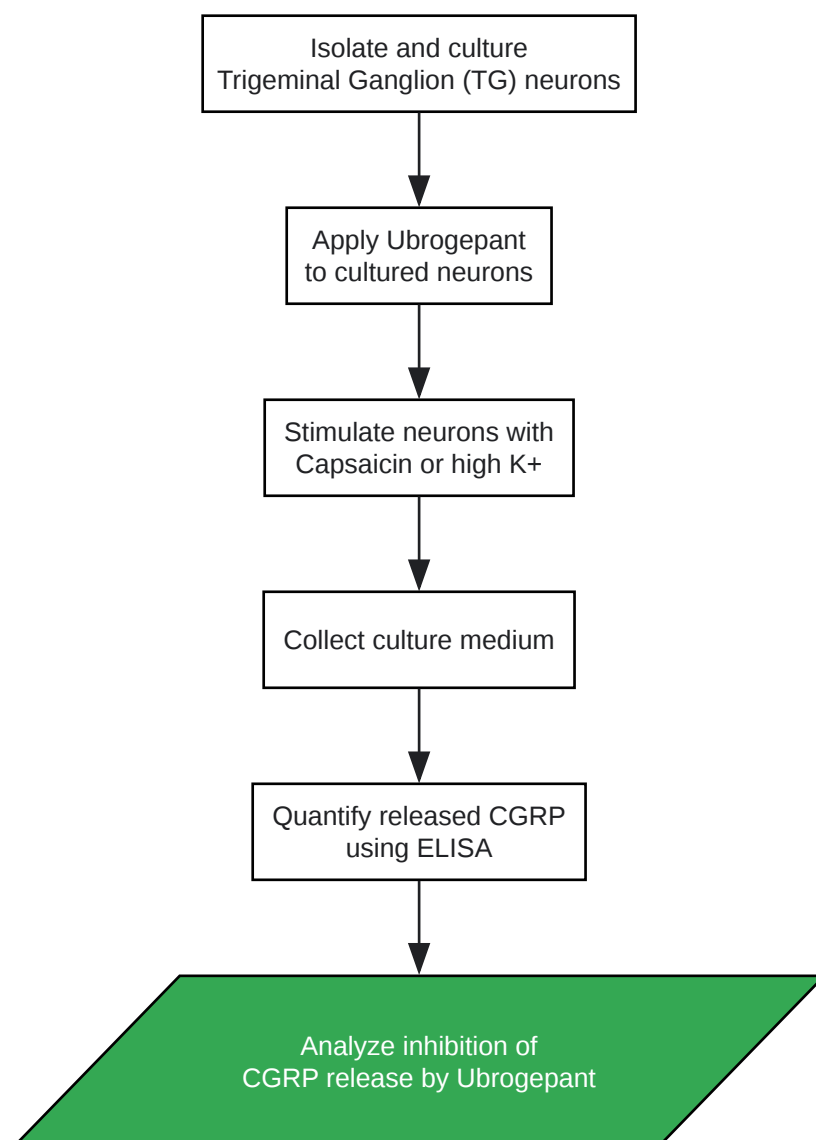 Isolate and culture
Trigeminal Ganglion (TG) neurons
Apply Ubrogepant
to cultured neurons
Stimulate neurons with
Capsaicin or high K+
Collect culture medium
Quantify released CGRP
using ELISA
Analyze inhibition of
CGRP release by Ubrogepant